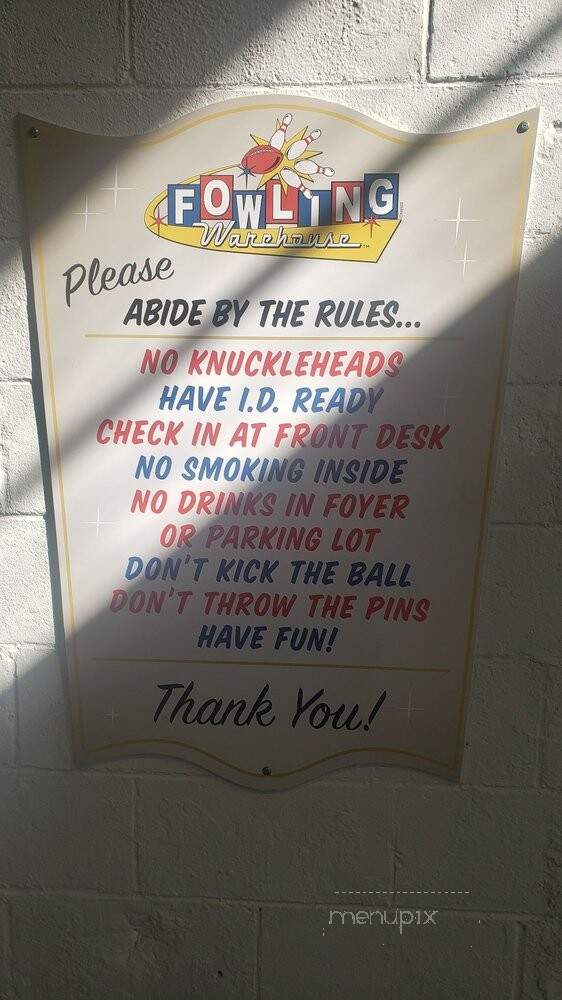 FOWLING
Warehouse™
Please
ABIDE BY THE RULES...
NO KNUCKLEHEADS
HAVE I.D. READY
CHECK IN AT FRONT DESK
NO SMOKING INSIDE
NO DRINKS IN FOYER
OR PARKING LOT
DON'T KICK THE BALL
DON'T THROW THE PINS
HAVE FUN!
Thank You!
menupix